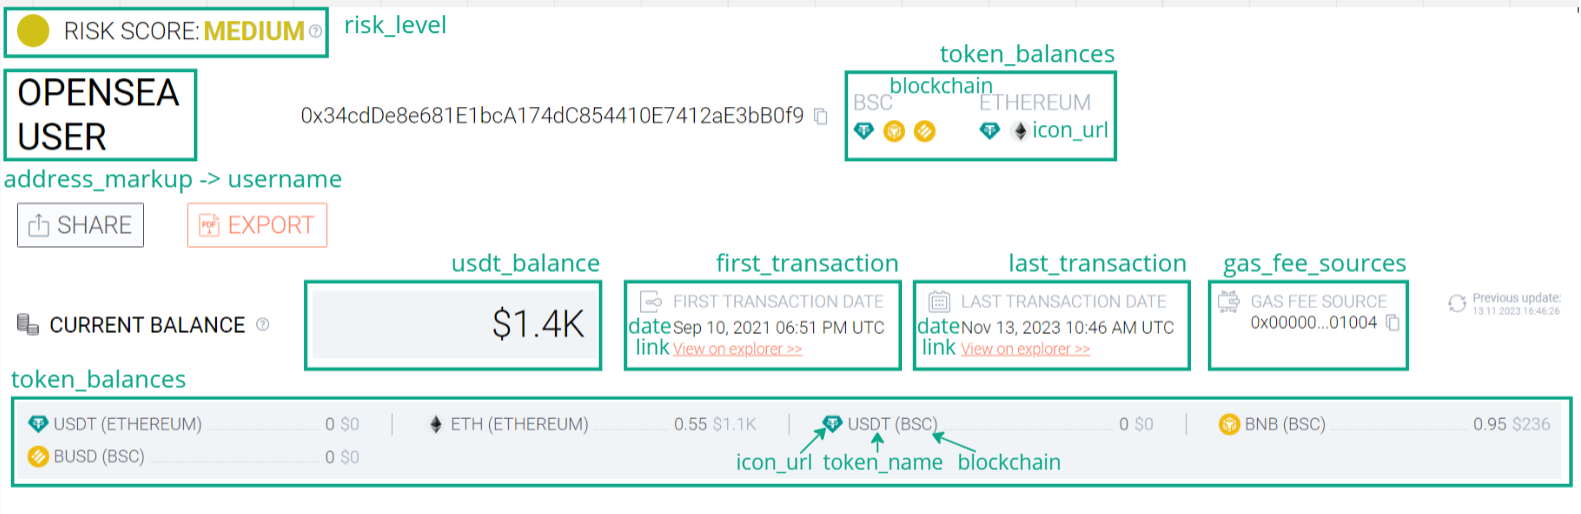 RISK SCORE: MEDIUM ?
risk_level
token_balances
OPENSEA
USER
0x34cdDe8e681E1bcA174dC854410E7412aE3bB0f9
blockchain
BSC
ETHEREUM
icon_url
address_markup -> username
SHARE
PDF EXPORT
usdt_balance
first_transaction
last_transaction
gas_fee_sources
CURRENT BALANCE ?
$1.4K
FIRST TRANSACTION DATE
date Sep 10, 2021 06:51 PM UTC
link View on explorer >>
LAST TRANSACTION DATE
date Nov 13, 2023 10:46 AM UTC
link View on explorer >>
GAS FEE SOURCE
0x00000...01004
Previous update:
13.11.2023 16:46:26
token_balances
USDT (ETHEREUM) 0 $0
ETH (ETHEREUM) 0.55 $1.1K
USDT (BSC) 0 $0
BNB (BSC) 0.95 $236
BUSD (BSC) 0 $0
icon_url token_name blockchain